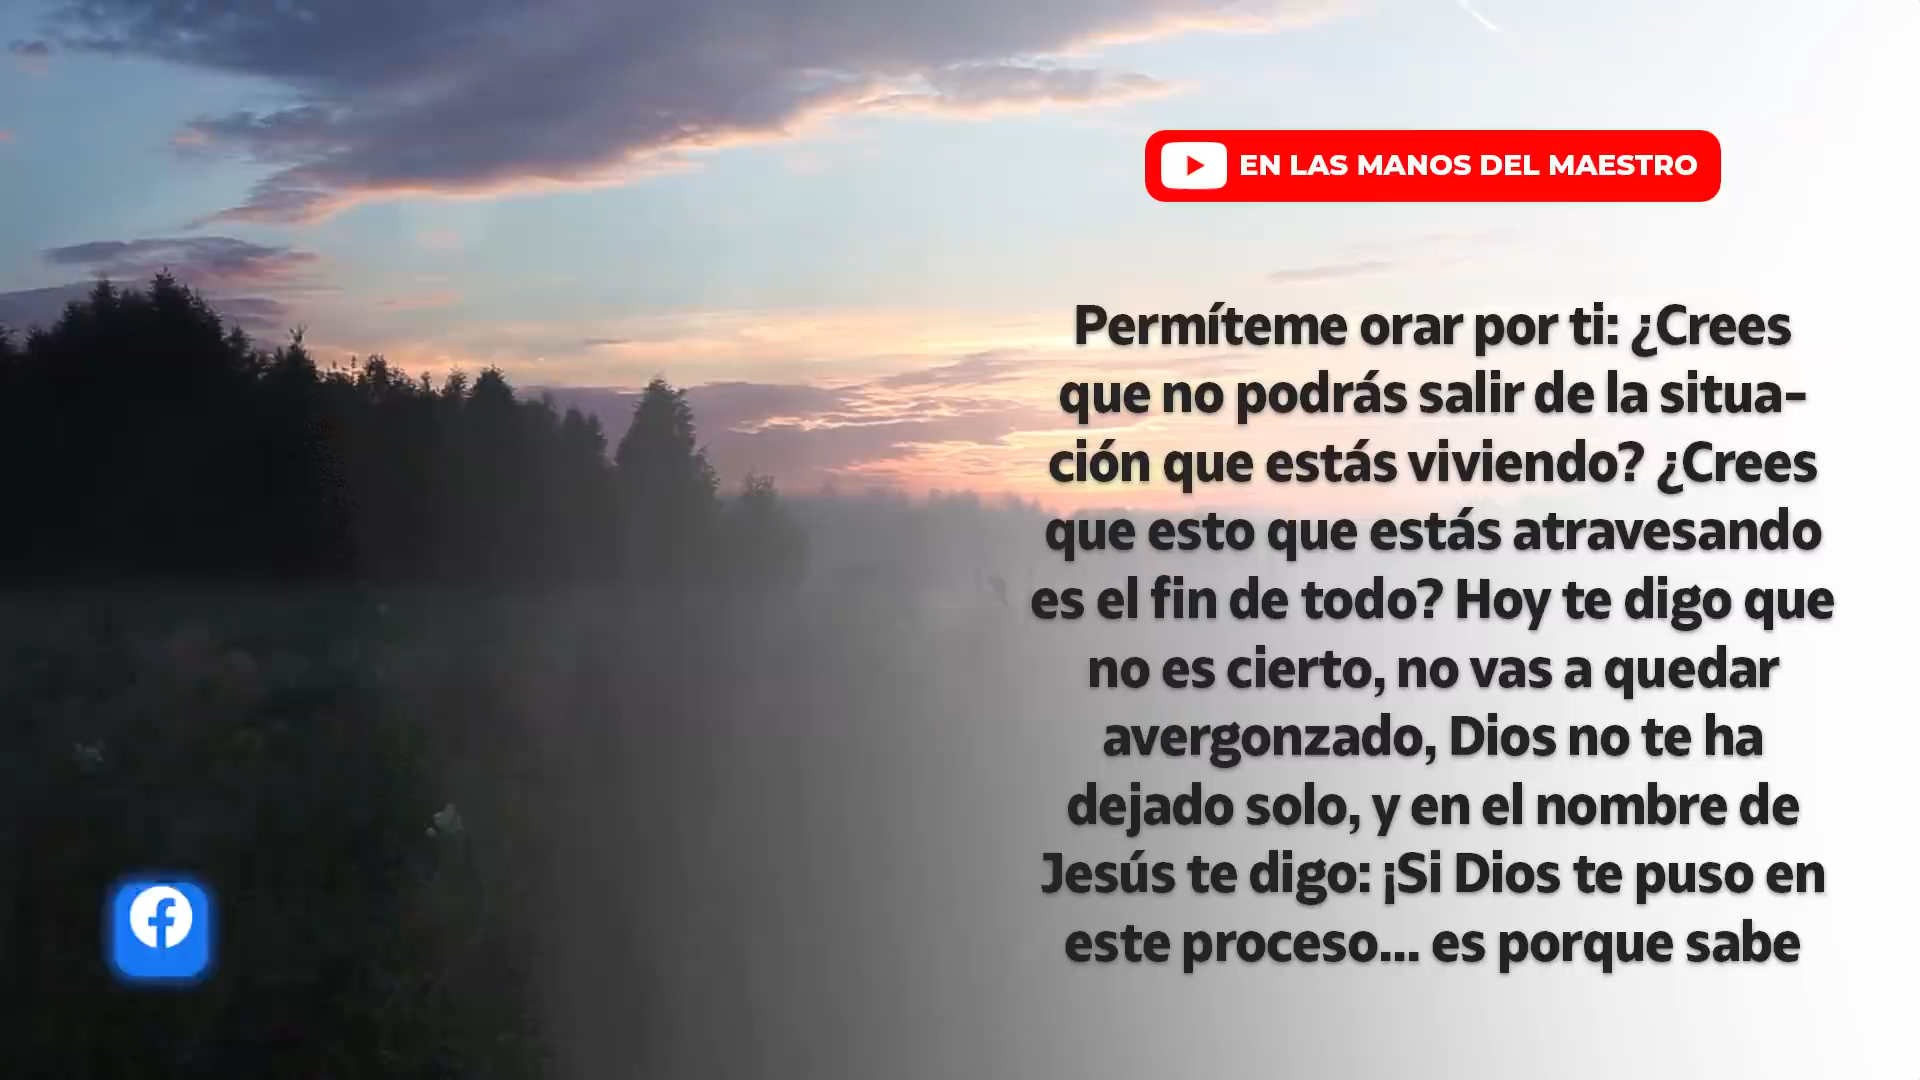 EN LAS MANOS DEL MAESTRO
Permíteme orar por ti: ¿Crees
que no podrás salir de la situa-
ción que estás viviendo? ¿Crees
que esto que estás atravesando
es el fin de todo? Hoy te digo que
no es cierto, no vas a quedar
avergonzado, Dios no te ha
dejado solo, y en el nombre de
Jesús te digo: ¡Si Dios te puso en
este proceso... es porque sabe